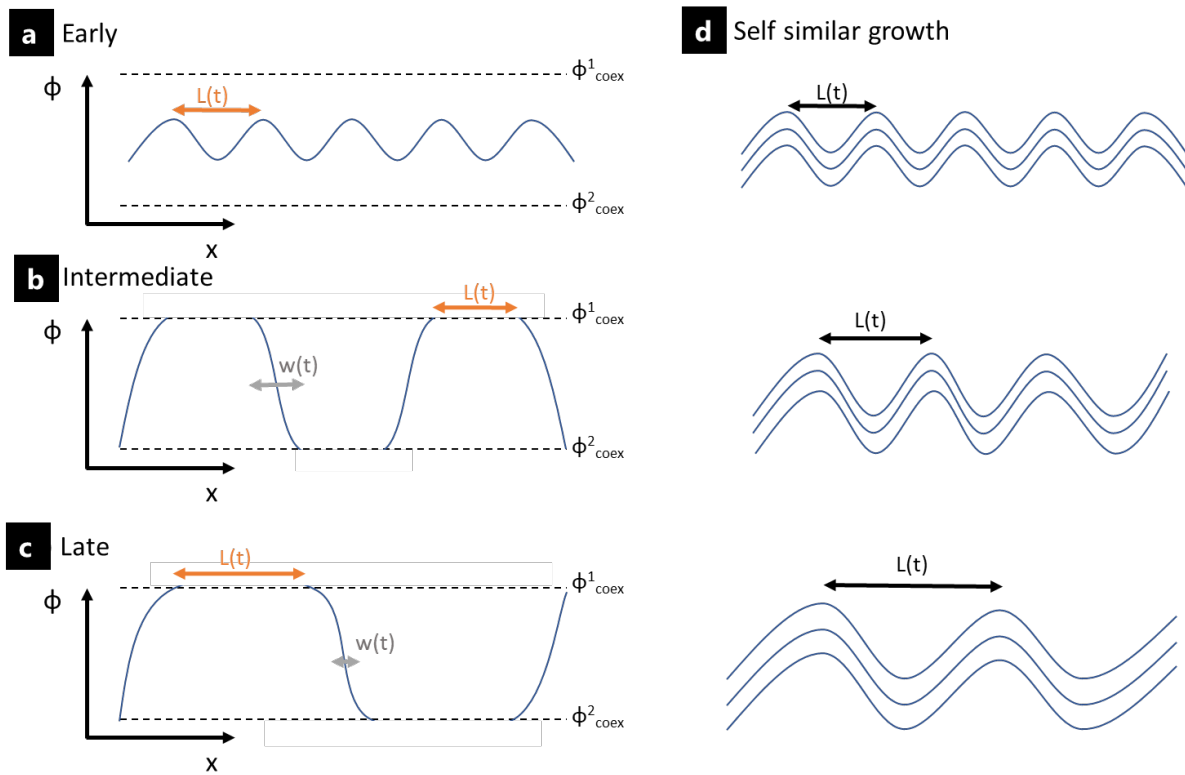 a Early
ϕ
L(t)
ϕ¹coex
ϕ²coex
x
b Intermediate
ϕ
L(t)
w(t)
ϕ¹coex
ϕ²coex
x
c Late
ϕ
L(t)
w(t)
ϕ¹coex
ϕ²coex
x
d Self similar growth
L(t)
L(t)
L(t)